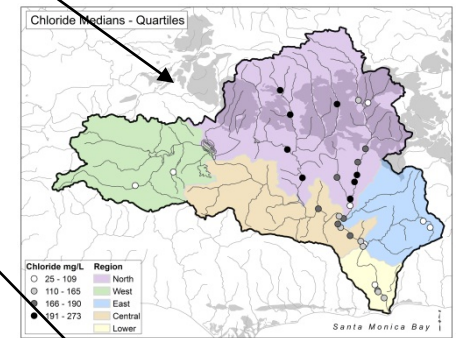 Chloride Medians - Quartiles
Chloride mg/L
25 - 109
110 - 165
166 - 190
191 - 273
Region
North
West
East
Central
Lower
Santa Monica Bay